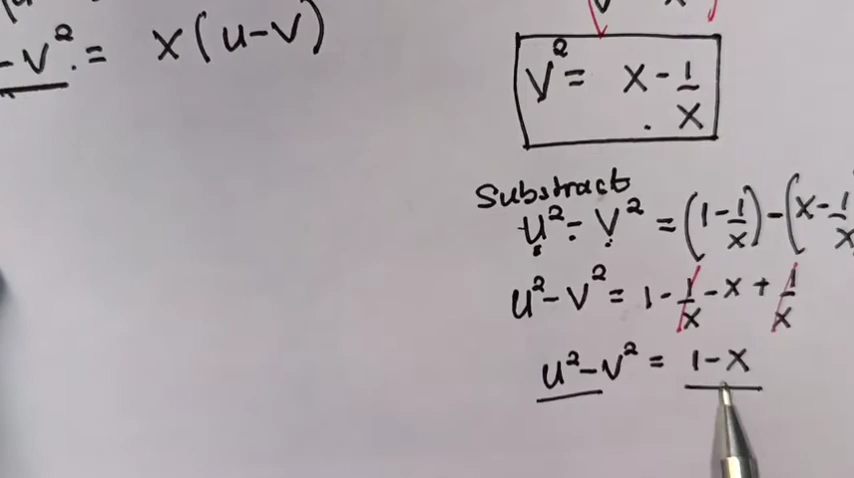 -v² = x(u-v)
v² = x - 1/x
Substract
u² - v² = (1 - 1/x) - (x - 1/x
u² - v² = 1 - 1/x - x + 1/x
u² - v² = 1 - x